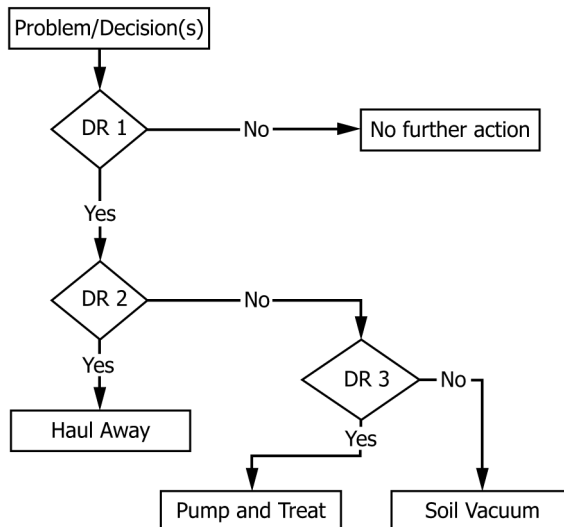 Problem/Decision(s)
DR 1
No
No further action
Yes
DR 2
No
Yes
DR 3
No
Haul Away
Yes
Pump and Treat
Soil Vacuum